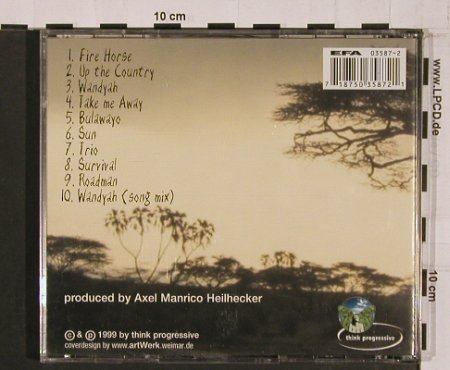 10 cm
EFA 03587-2
7 18750 35872 1
1. Fire Horse
2. Up the Country
3. Wandyah
4. Take me Away
5. Bulawayo
6. Sun
7. Trio
8. Survival
9. Roadman
10. Wandyah (song mix)
www.LPCD.de
10 cm
produced by Axel Manrico Heilhecker
© & ℗ 1999 by think progressive
coverdesign by www.artWerk.weimar.de
think progressive